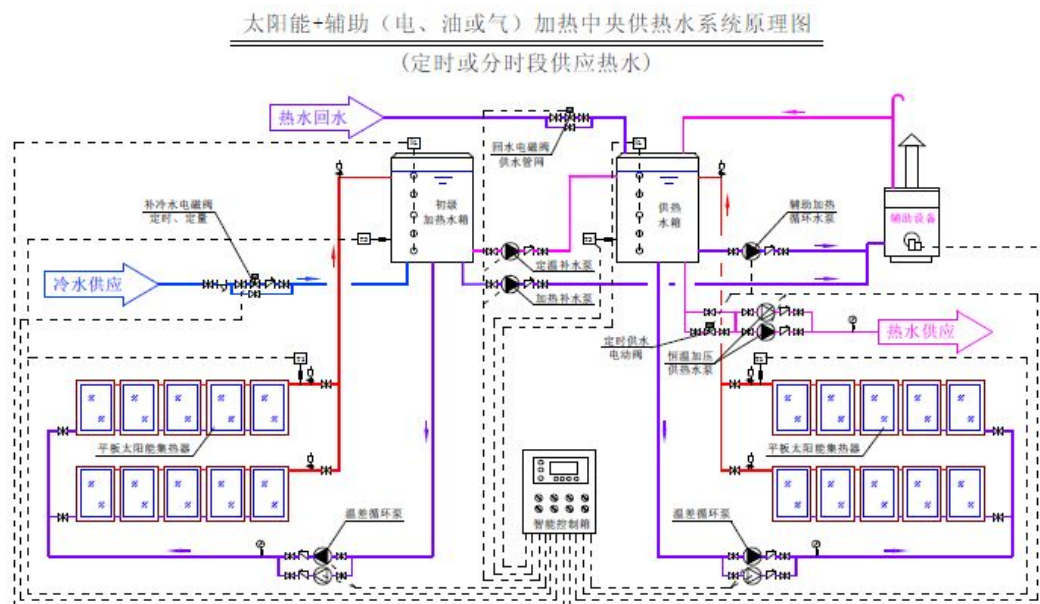 太阳能+辅助（电、油或气）加热中央供热水系统原理图
(定时或分时段供应热水)
热水回水
回水电磁阀
供水管网
补冷水电磁阀
定时、定量
初级
加热水箱
供热
水箱
辅助加热
循环水泵
辅助设备
T2
T2
定温补水泵
冷水供应
加热补水泵
定时供水
电动阀
恒温加压
供热水泵
热水供应
T1
平板太阳能集热器
平板太阳能集热器
智能控制箱
温差循环泵
温差循环泵